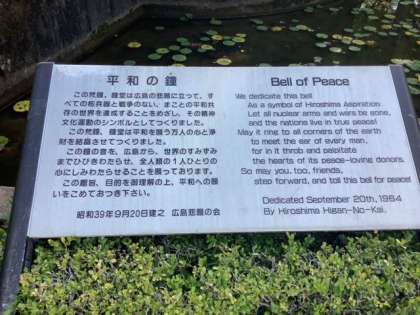 平和の鐘
この梵鐘、鐘堂は広島の悲願に立って、す
べての核兵器と戦争のない、まことの平和共
存の世界を達成することをめざし、その精神
文化運動のシンボルとしてつくりました。
この梵鐘、鐘堂は平和を願う万人の心と浄
財を結晶させてつくりました。
この鐘の音を、広島から、世界のすみずみ
までひびきわたらせ、全人類の1人ひとりの
心にしみわたらせることを願っております。
この趣旨、目的を御理解の上、平和への願
いをこめておつき下さい。
昭和39年9月20日建之 広島悲願の会
Bell of Peace
We dedicate this bell
As a symbol of Hiroshima Aspiration:
Let all nuclear arms and wars be gone,
and the nations live in true peace!
May it ring to all corners of the earth
to meet the ear of every man,
for in it throb and palpitate
the hearts of its peace-loving donors.
So may you, too, friends,
step forward, and toll this bell for peace!
Dedicated September 20th, 1964
By Hiroshima Higan-No-Kai.